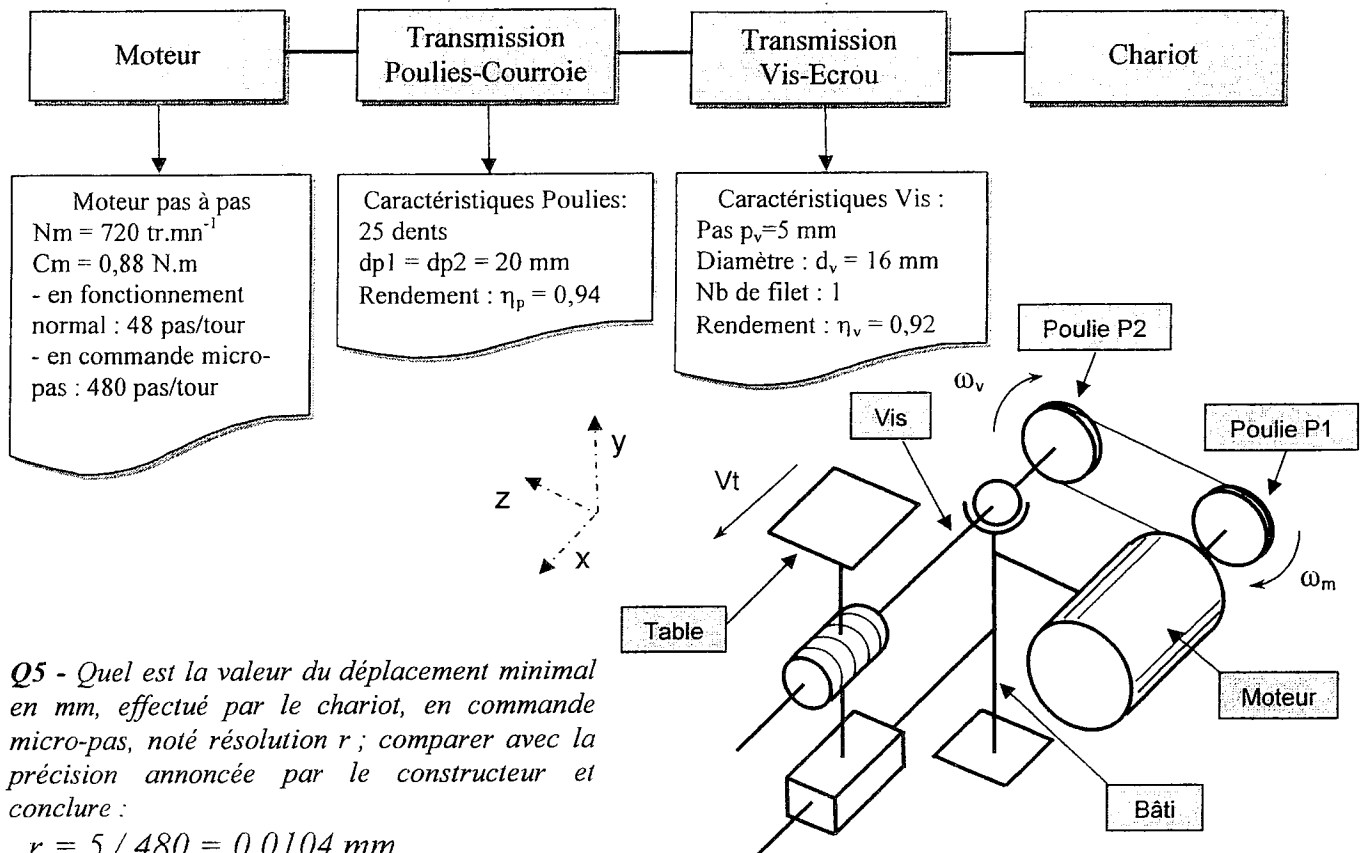 Moteur
Transmission
Poulies-Courroie
Transmission
Vis-Ecrou
Chariot
Moteur pas à pas
Nm = 720 tr.mn⁻¹
Cm = 0,88 N.m
- en fonctionnement
normal : 48 pas/tour
- en commande micro-
pas : 480 pas/tour
Caractéristiques Poulies:
25 dents
dp1 = dp2 = 20 mm
Rendement : ηp = 0,94
Caractéristiques Vis :
Pas pv=5 mm
Diamètre : dv = 16 mm
Nb de filet : 1
Rendement : ηv = 0,92
Poulie P2
ωv
Vis
Poulie P1
y
Vt
z
x
ωm
Table
Moteur
Bâti
Q5 - Quel est la valeur du déplacement minimal
en mm, effectué par le chariot, en commande
micro-pas, noté résolution r ; comparer avec la
précision annoncée par le constructeur et
conclure :
r = 5 / 480 = 0,0104 mm